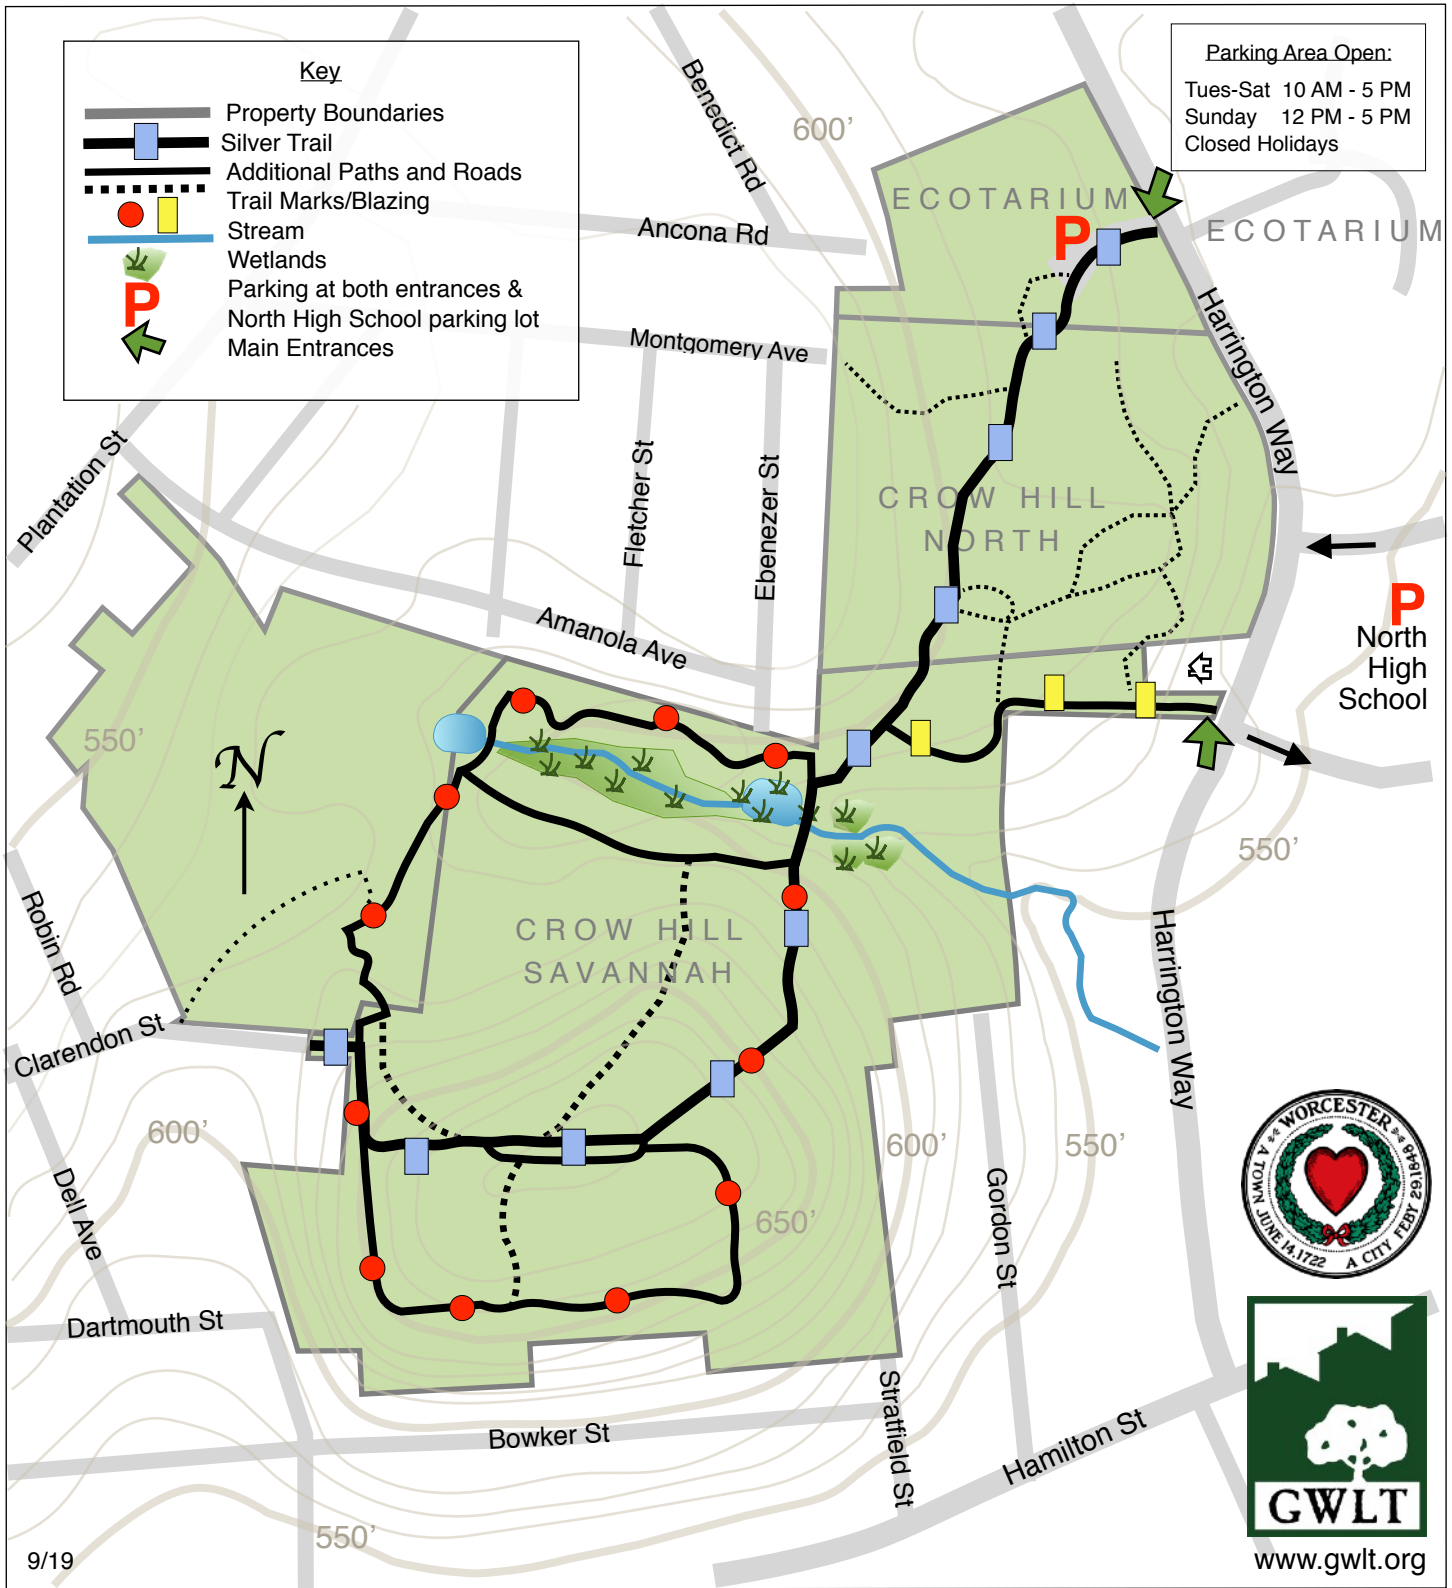 Key
Property Boundaries
Silver Trail
Additional Paths and Roads
Trail Marks/Blazing
Stream
Wetlands
P
Parking at both entrances &
North High School parking lot
Main Entrances
Parking Area Open:
Tues-Sat 10 AM - 5 PM
Sunday 12 PM - 5 PM
Closed Holidays
Benedict Rd
600’
ECOTARIUM
P
ECOTARIUM
Ancona Rd
Harrington Way
Montgomery Ave
Plantation St
Fletcher St
Ebenezer St
CROW HILL
NORTH
P
North
High
School
Amanola Ave
550’
N
550’
Robin Rd
CROW HILL
SAVANNAH
Harrington Way
Clarendon St
600’
600’
550’
WORCESTER
A TOWN JUNE 14,1722
A CITY FEBY 29,1848
Dell Ave
650’
Gordon St
Dartmouth St
Stratfield St
Bowker St
Hamilton St
550’
GWLT
9/19
www.gwlt.org